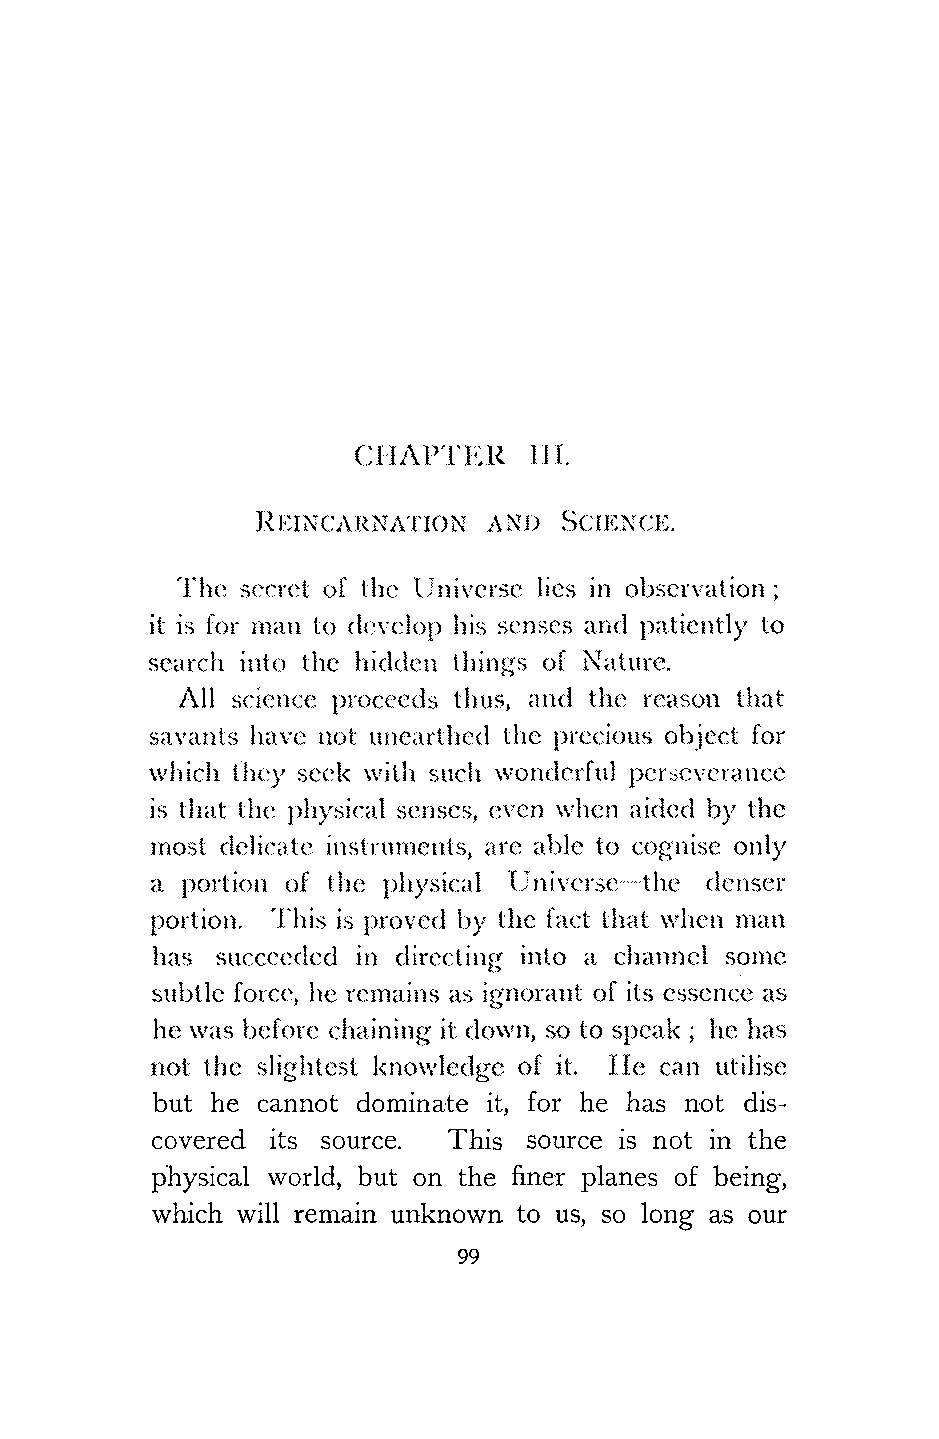 CHAPTER III.
REINCARNATION AND SCIENCE.
The secret of the Universe lies in observation ;
it is for man to develop his senses and patiently to
search into the hidden things of Nature.
All science proceeds thus, and the reason that
savants have not unearthed the precious object for
which they seek with such wonderful perseverance
is that the physical senses, even when aided by the
most delicate instruments, are able to cognise only
a portion of the physical Universe—the denser
portion. This is proved by the fact that when man
has succeeded in directing into a channel some
subtle force, he remains as ignorant of its essence as
he was before chaining it down, so to speak ; he has
not the slightest knowledge of it. He can utilise
but he cannot dominate it, for he has not dis-
covered its source. This source is not in the
physical world, but on the finer planes of being,
which will remain unknown to us, so long as our
99